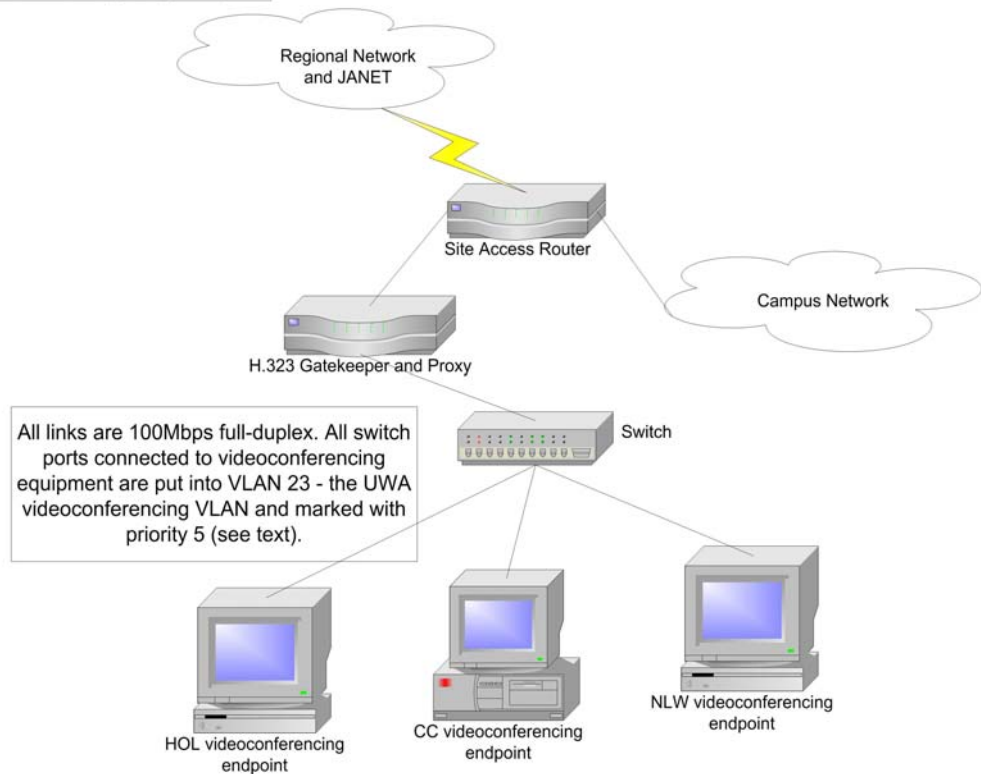 Regional Network
and JANET
Site Access Router
Campus Network
H.323 Gatekeeper and Proxy
Switch
All links are 100Mbps full-duplex. All switch
ports connected to videoconferencing
equipment are put into VLAN 23 - the UWA
videoconferencing VLAN and marked with
priority 5 (see text).
HOL videoconferencing
endpoint
CC videoconferencing
endpoint
NLW videoconferencing
endpoint